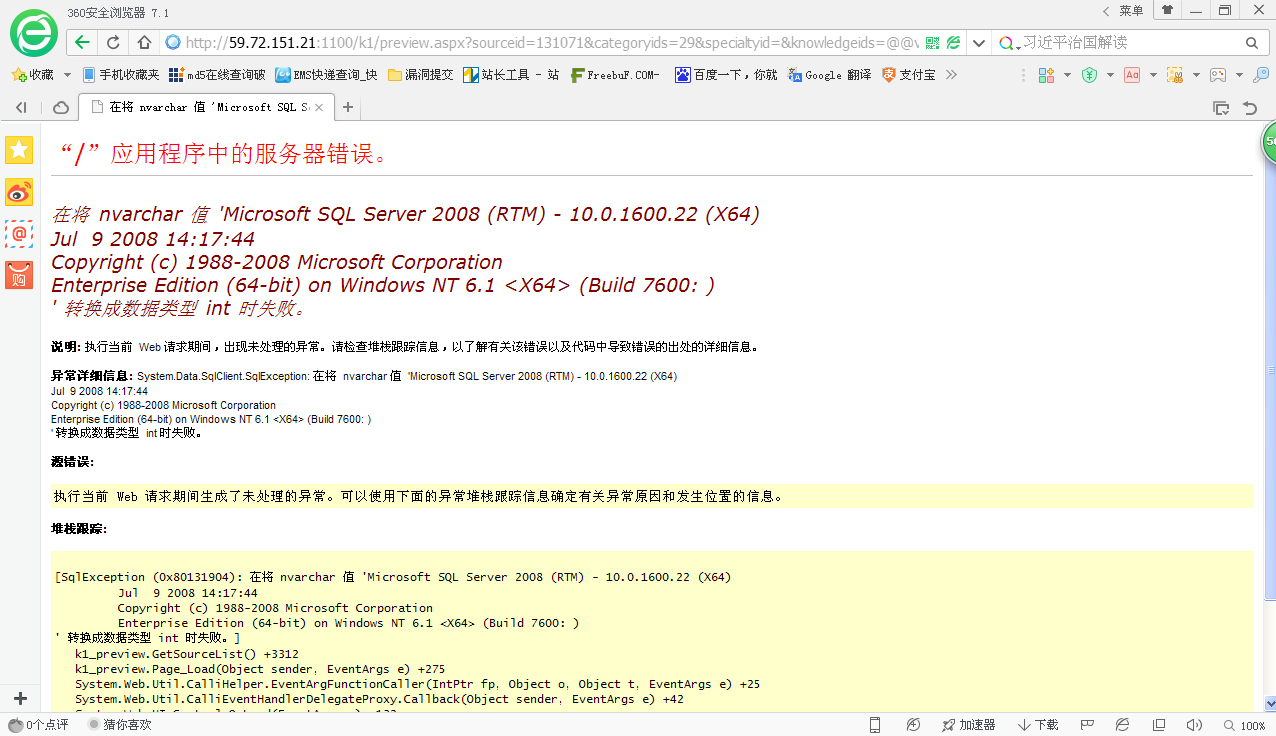 360安全浏览器 7.1
菜单
http://59.72.151.21:1100/k1/preview.aspx?sourceid=131071&categoryids=29&specialtyid=&knowledgeids=@@v
习近平治国解读
收藏 手机收藏夹 md5在线查询破 EMS快递查询_快 漏洞提交 站长工具 - 站 FreebuF.COM- 百度一下，你就 Google 翻译 支付宝
在将 nvarchar 值 'Microsoft SQL S
“/”应用程序中的服务器错误。
在将 nvarchar 值 'Microsoft SQL Server 2008 (RTM) - 10.0.1600.22 (X64)
Jul 9 2008 14:17:44
Copyright (c) 1988-2008 Microsoft Corporation
Enterprise Edition (64-bit) on Windows NT 6.1 <X64> (Build 7600: )
' 转换成数据类型 int 时失败。
说明: 执行当前 Web 请求期间，出现未处理的异常。请检查堆栈跟踪信息，以了解有关该错误以及代码中导致错误的出处的详细信息。
异常详细信息: System.Data.SqlClient.SqlException: 在将 nvarchar 值 'Microsoft SQL Server 2008 (RTM) - 10.0.1600.22 (X64)
Jul 9 2008 14:17:44
Copyright (c) 1988-2008 Microsoft Corporation
Enterprise Edition (64-bit) on Windows NT 6.1 <X64> (Build 7600: )
' 转换成数据类型 int 时失败。
源错误:
执行当前 Web 请求期间生成了未处理的异常。可以使用下面的异常堆栈跟踪信息确定有关异常原因和发生位置的信息。
堆栈跟踪:
[SqlException (0x80131904): 在将 nvarchar 值 'Microsoft SQL Server 2008 (RTM) - 10.0.1600.22 (X64)
Jul 9 2008 14:17:44
Copyright (c) 1988-2008 Microsoft Corporation
Enterprise Edition (64-bit) on Windows NT 6.1 <X64> (Build 7600: )
' 转换成数据类型 int 时失败。]
k1_preview.GetSourceList() +3312
k1_preview.Page_Load(Object sender, EventArgs e) +275
System.Web.Util.CalliHelper.EventArgFunctionCaller(IntPtr fp, Object o, Object t, EventArgs e) +25
System.Web.Util.CalliEventHandlerDelegateProxy.Callback(Object sender, EventArgs e) +42
0个点评 猜你喜欢 加速器 下载 100%